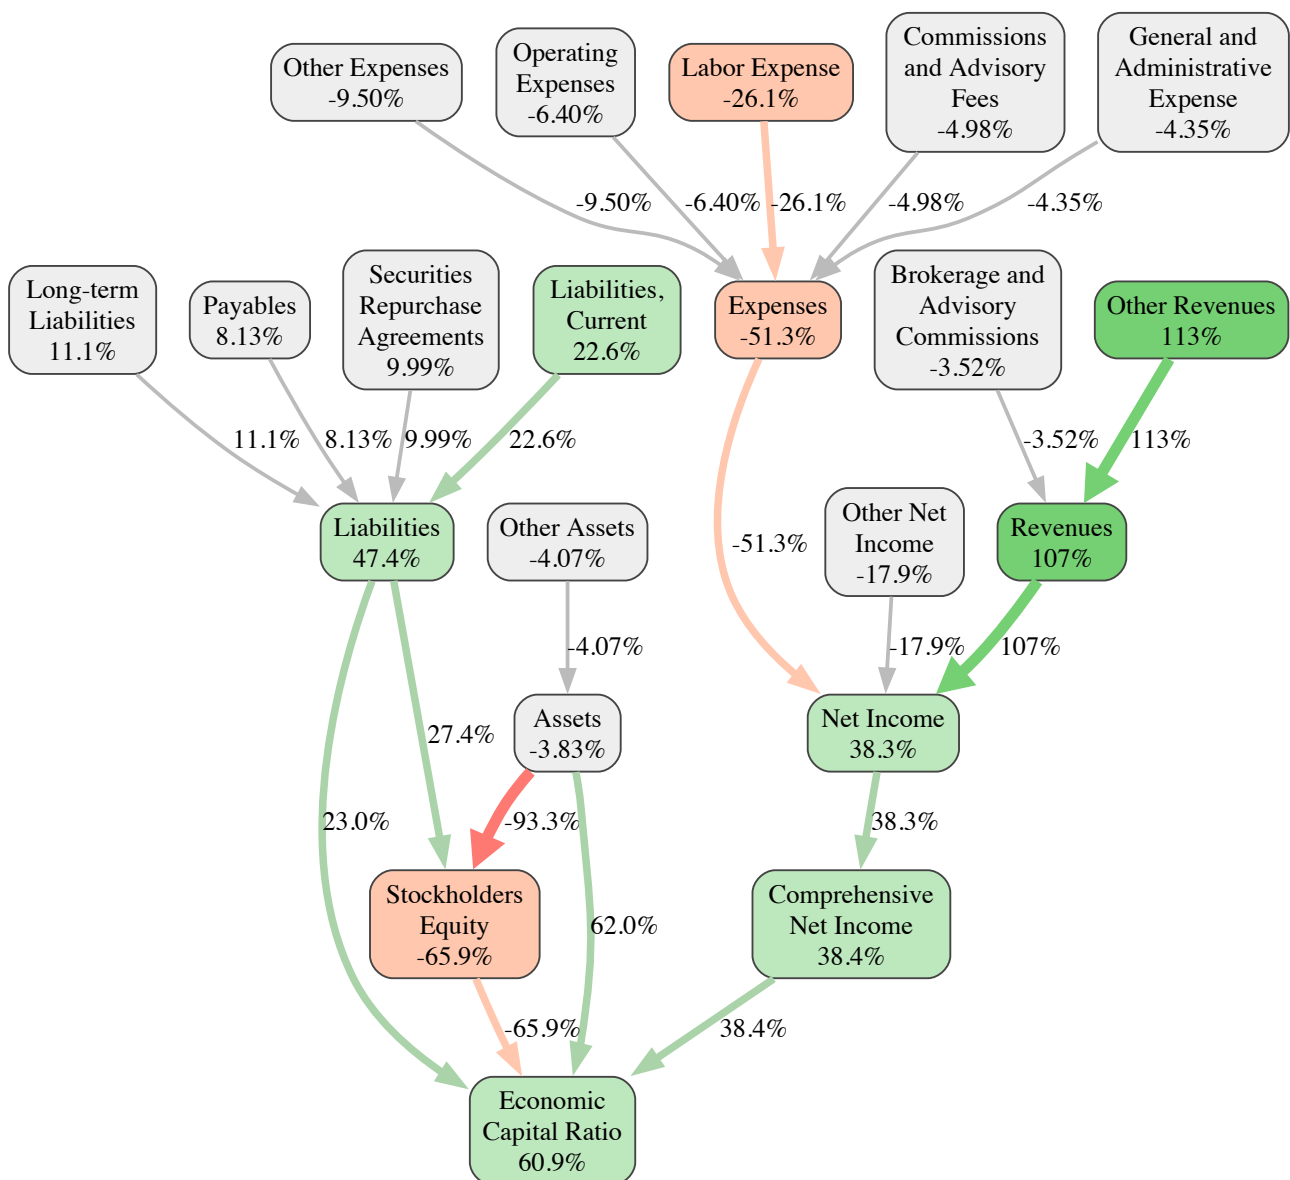 Other Expenses
-9.50%
Operating
Expenses
-6.40%
Labor Expense
-26.1%
Commissions
and Advisory
Fees
-4.98%
General and
Administrative
Expense
-4.35%
-9.50%
-6.40%
-26.1%
-4.98%
-4.35%
Long-term
Liabilities
11.1%
Payables
8.13%
Securities
Repurchase
Agreements
9.99%
Liabilities,
Current
22.6%
Expenses
-51.3%
Brokerage and
Advisory
Commissions
-3.52%
Other Revenues
113%
11.1%
8.13%
9.99%
22.6%
-3.52%
113%
Liabilities
47.4%
Other Assets
-4.07%
-51.3%
Other Net
Income
-17.9%
Revenues
107%
-4.07%
-17.9%
107%
27.4%
Assets
-3.83%
Net Income
38.3%
23.0%
-93.3%
38.3%
Stockholders
Equity
-65.9%
62.0%
Comprehensive
Net Income
38.4%
-65.9%
38.4%
Economic
Capital Ratio
60.9%